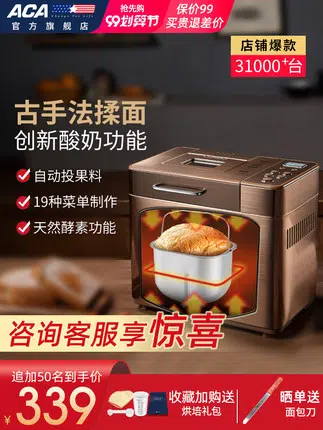 ACA
官方旗舰店
抢先购
99划算节
保价99
买贵退差价
店铺爆款
31000+台
古手法揉面
创新酸奶功能
自动投果料
19种菜单制作
天然酵素功能
咨询客服享惊喜
追加50名到手价
¥339
收藏加购送
烘培礼包
晒单送
面包刀